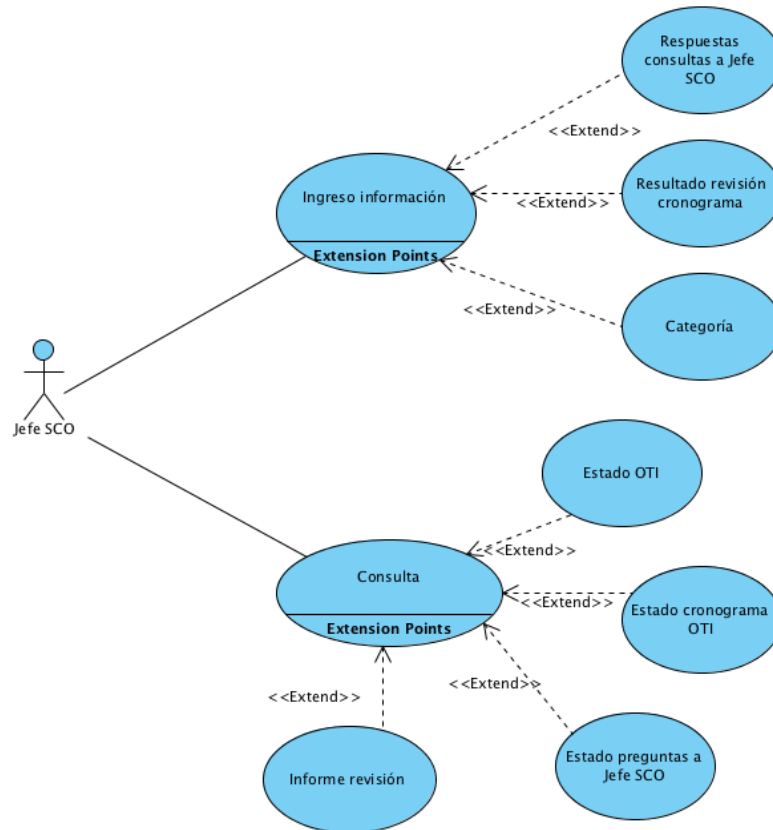 Respuestas
consultas a Jefe
SCO
<<Extend>>
Ingreso información
Extension Points
Resultado revisión
cronograma
<<Extend>>
<<Extend>>
Categoría
Jefe SCO
Estado OTI
<<Extend>>
Consulta
Extension Points
<<Extend>>
Estado cronograma
OTI
<<Extend>>
<<Extend>>
Informe revisión
Estado preguntas a
Jefe SCO